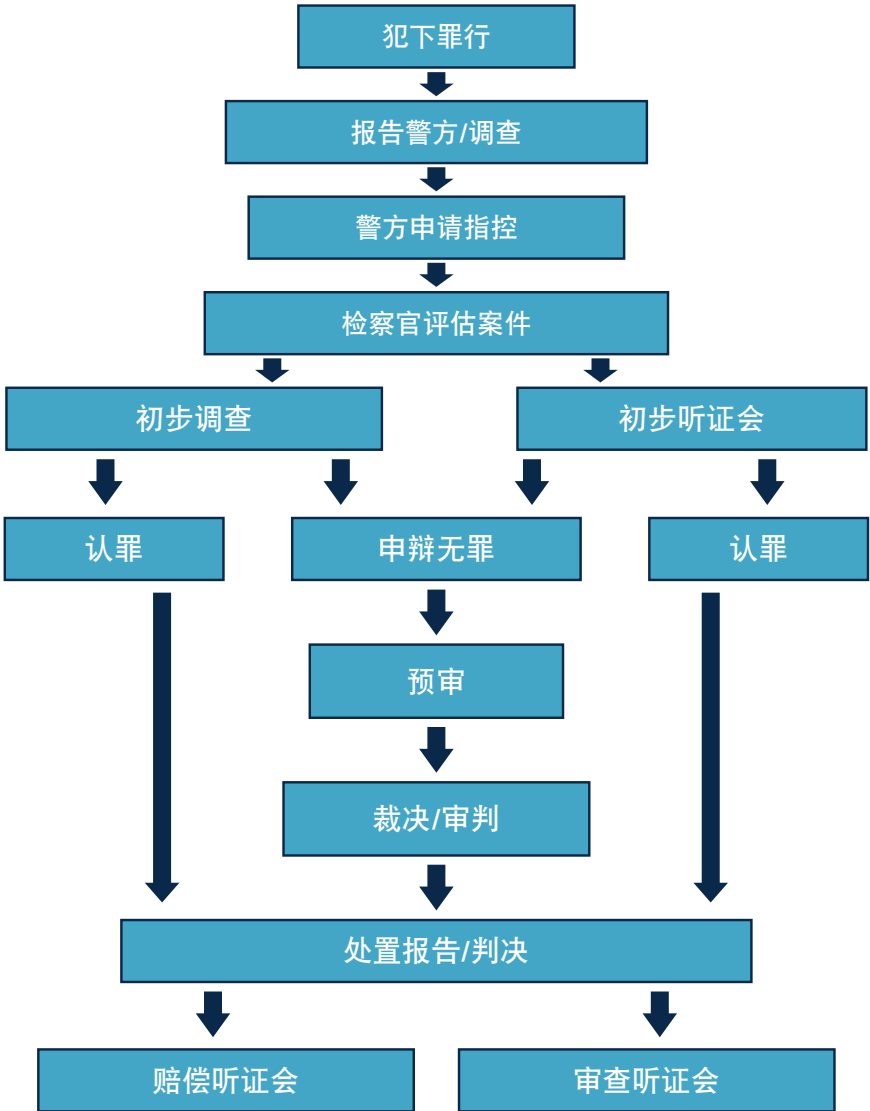 犯下罪行
报告警方/调查
警方申请指控
检察官评估案件
初步调查
初步听证会
认罪
申辩无罪
认罪
预审
裁决/审判
处置报告/判决
赔偿听证会
审查听证会